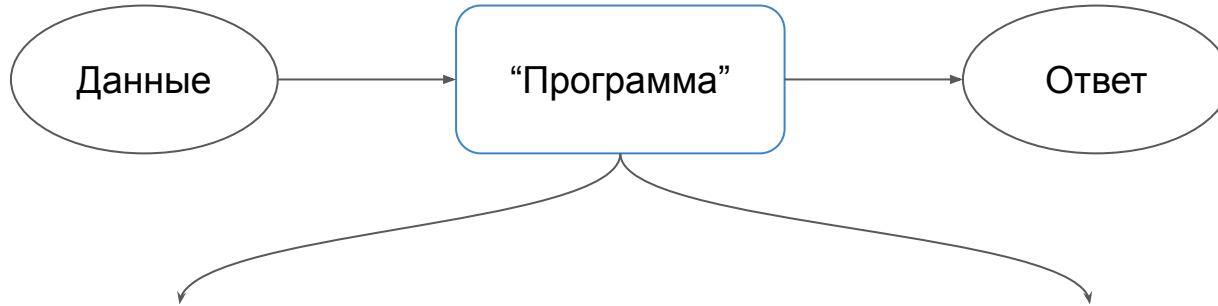 Данные
“Программа”
Ответ